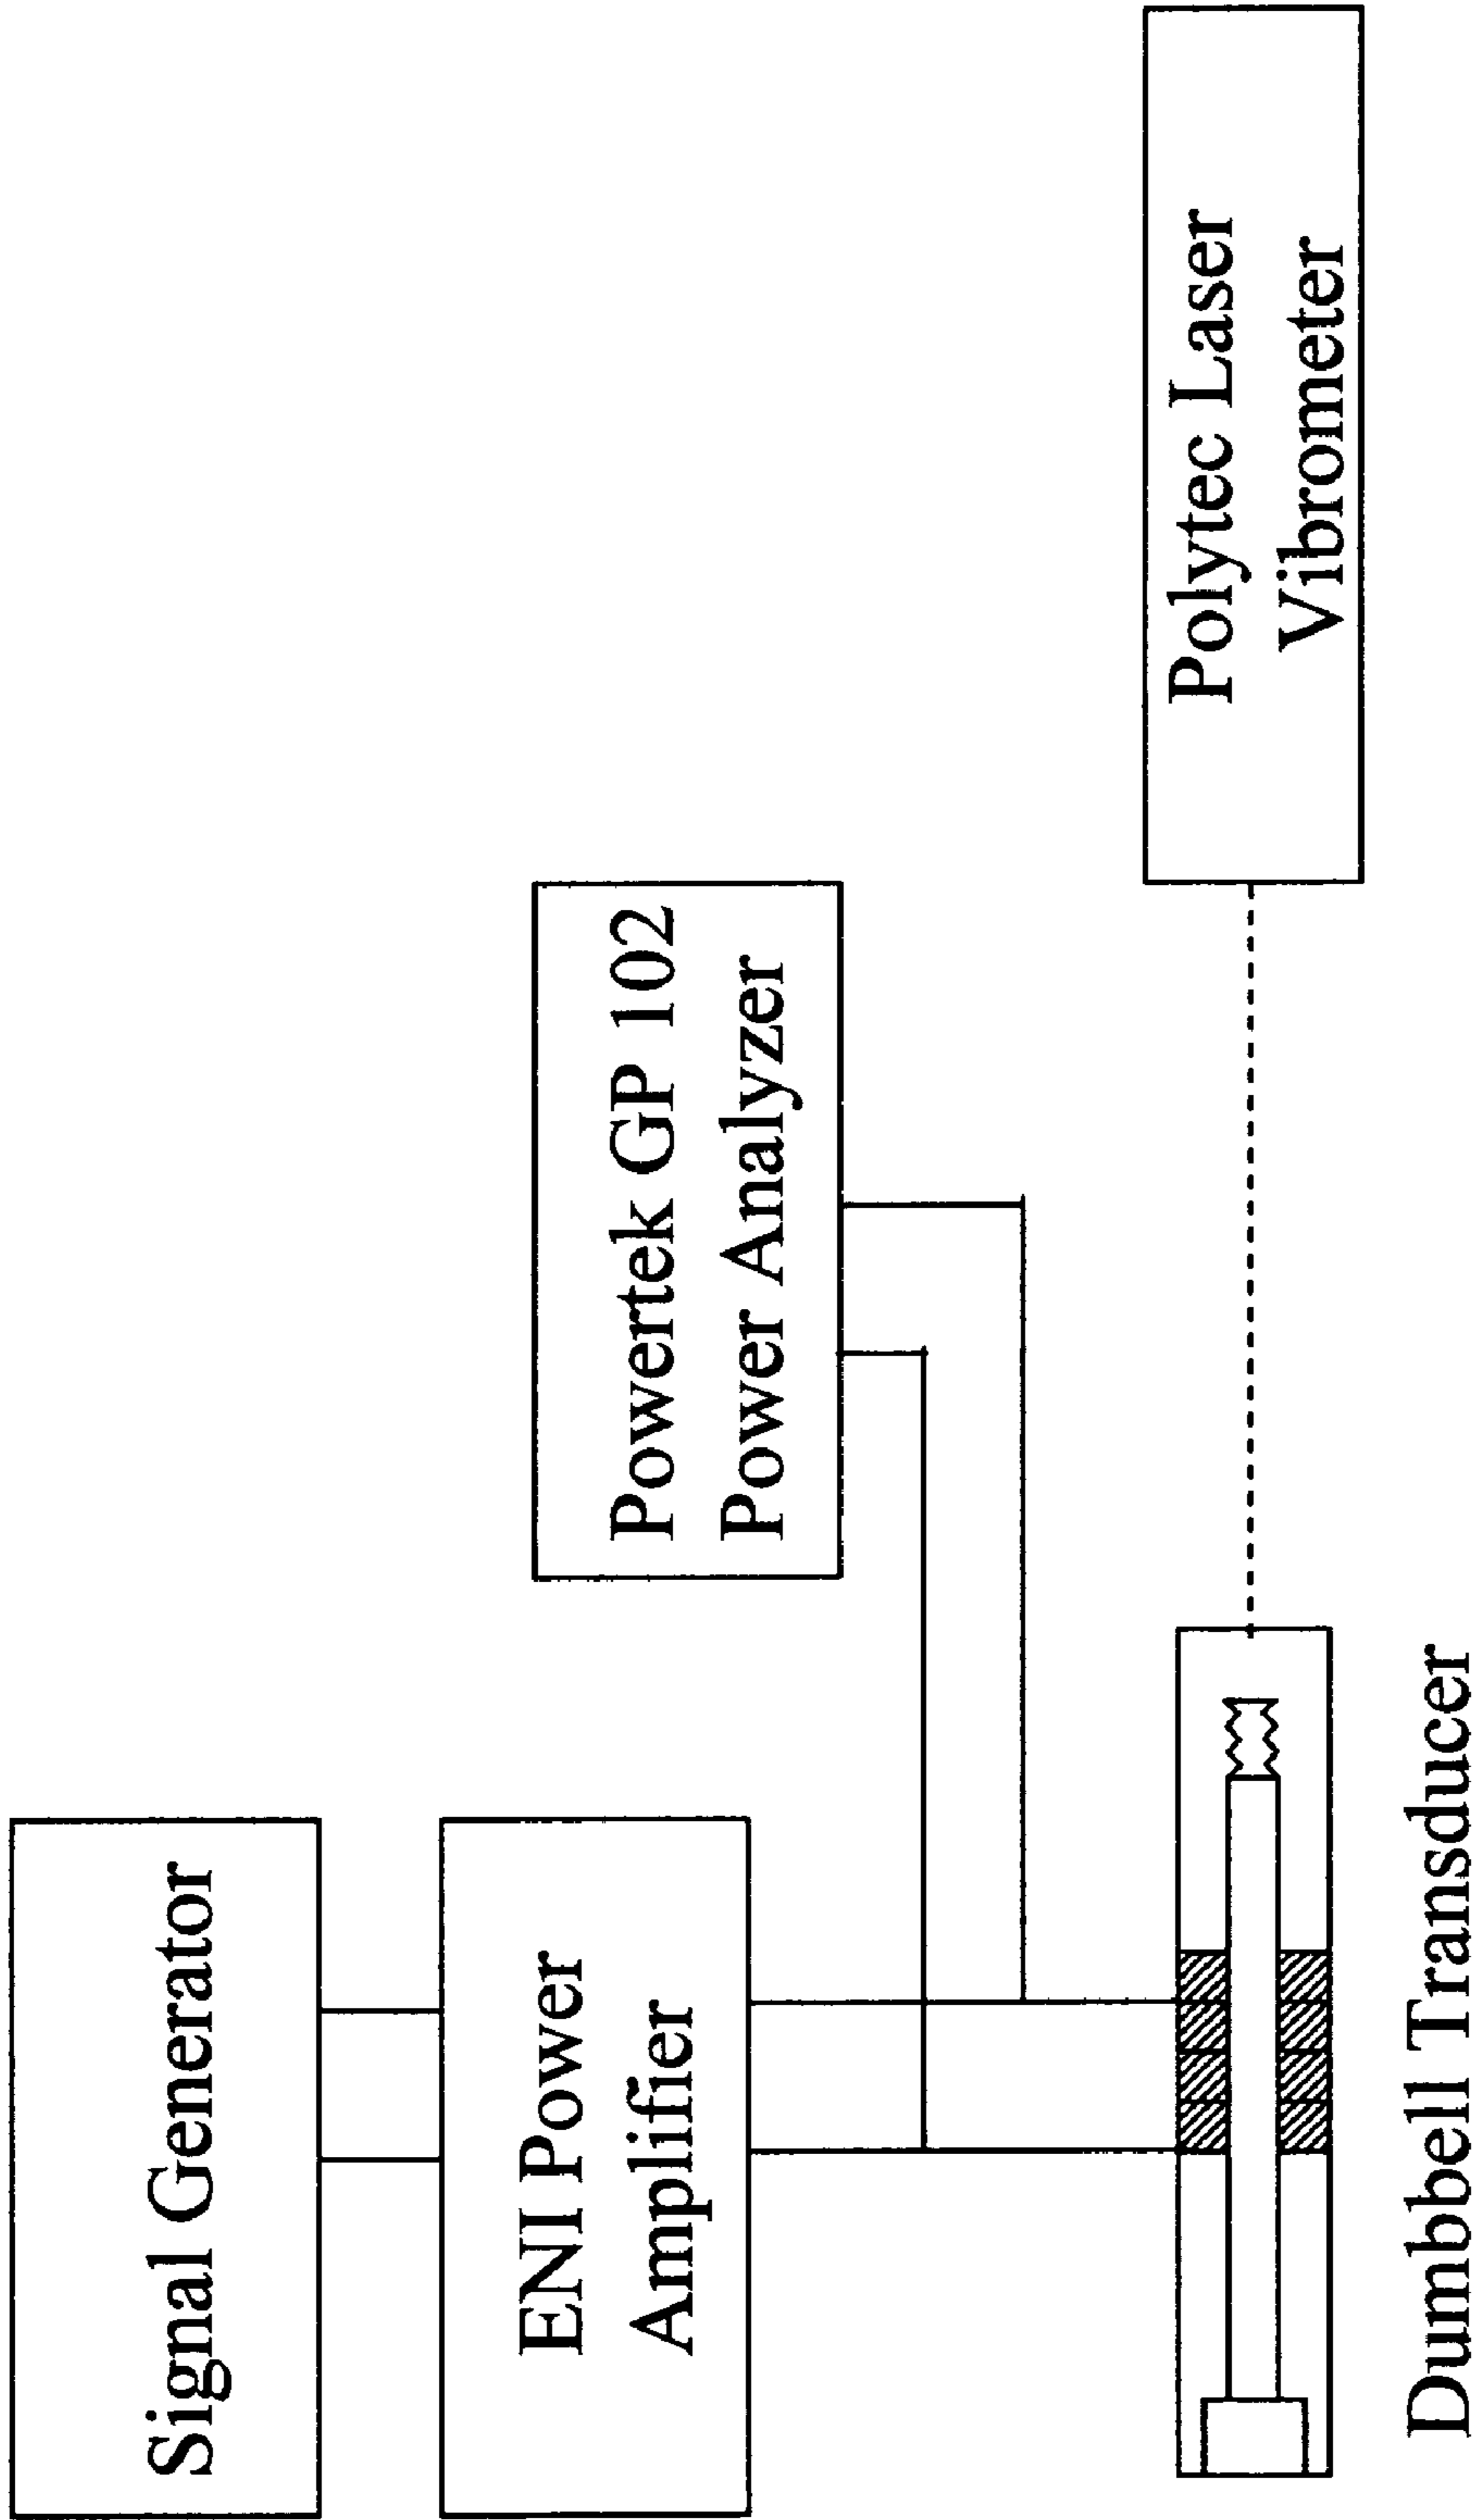 Signal Generator
ENI Power
Amplifier
Powertek GP 102
Power Analyzer
Polytec Laser
Vibrometer
Dumbbell Transducer